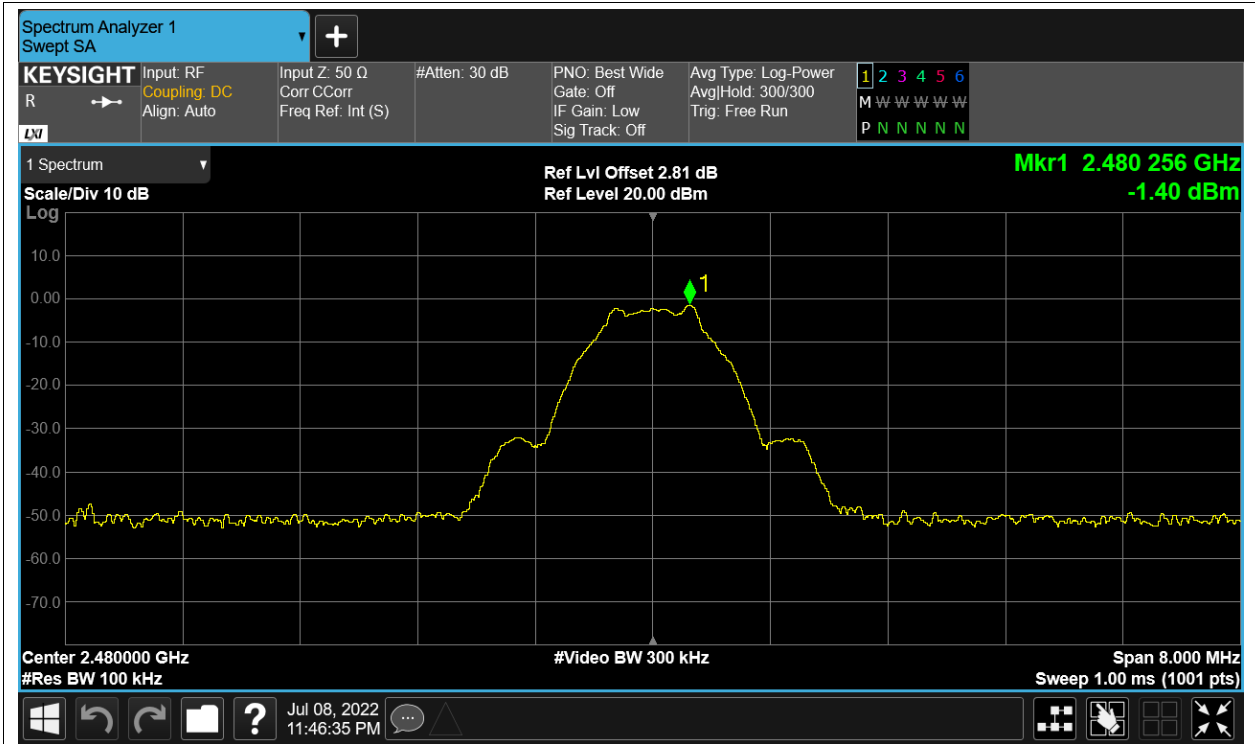 Spectrum Analyzer 1
Swept SA
KEYSIGHT
R
LXI
Input: RF
Coupling: DC
Align: Auto
Input Z: 50 Ω
Corr CCorr
Freq Ref: Int (S)
#Atten: 30 dB
PNO: Best Wide
Gate: Off
IF Gain: Low
Sig Track: Off
Avg Type: Log-Power
Avg|Hold: 300/300
Trig: Free Run
1 2 3 4 5 6
M W W W W W
P N N N N N
1 Spectrum
Scale/Div 10 dB
Log
Ref Lvl Offset 2.81 dB
Ref Level 20.00 dBm
Mkr1 2.480 256 GHz
-1.40 dBm
1
10.0
0.00
-10.0
-20.0
-30.0
-40.0
-50.0
-60.0
-70.0
Center 2.480000 GHz
#Res BW 100 kHz
#Video BW 300 kHz
Span 8.000 MHz
Sweep 1.00 ms (1001 pts)
?
Jul 08, 2022
11:46:35 PM